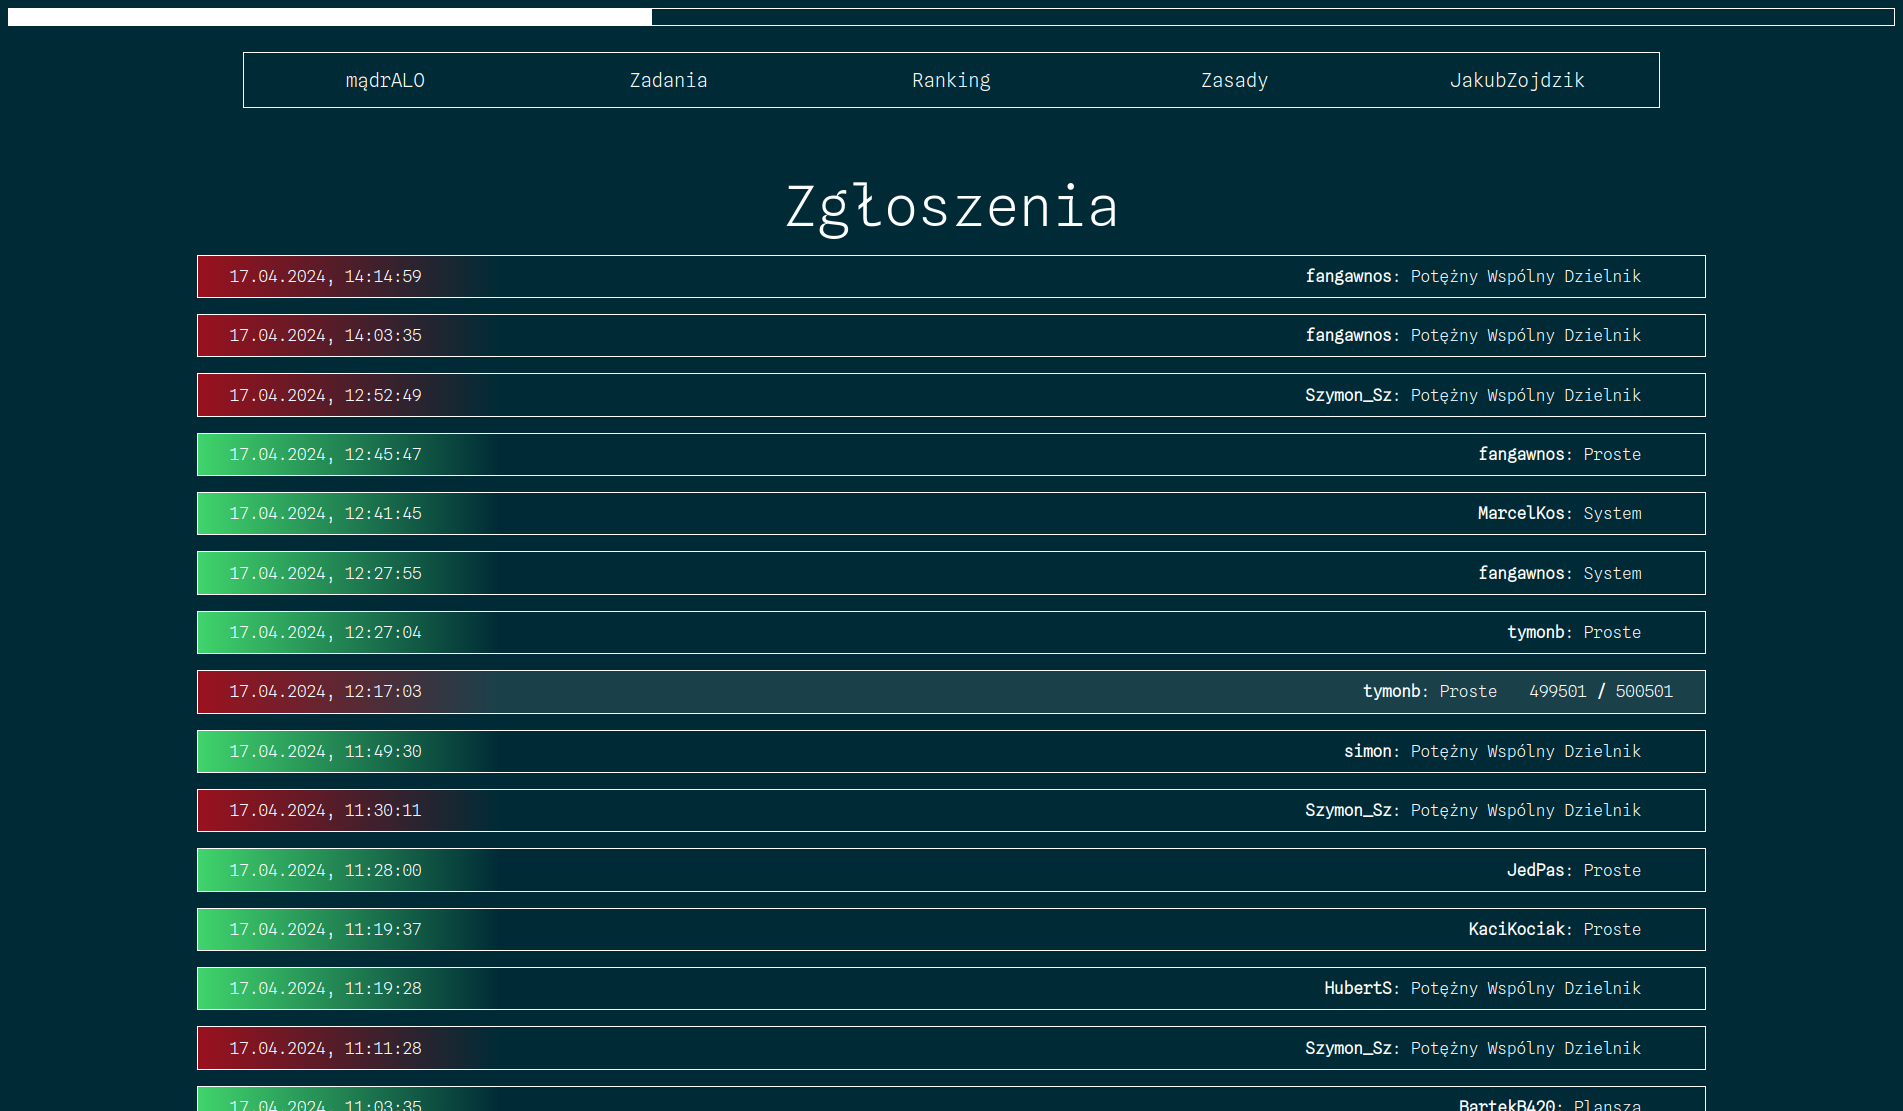 mądrALO Zadania Ranking Zasady JakubZojdzik
Zgłoszenia
17.04.2024, 14:14:59 fangawnos: Potężny Wspólny Dzielnik
17.04.2024, 14:03:35 fangawnos: Potężny Wspólny Dzielnik
17.04.2024, 12:52:49 Szymon_Sz: Potężny Wspólny Dzielnik
17.04.2024, 12:45:47 fangawnos: Proste
17.04.2024, 12:41:45 MarcelKos: System
17.04.2024, 12:27:55 fangawnos: System
17.04.2024, 12:27:04 tymonb: Proste
17.04.2024, 12:17:03 tymonb: Proste 499501 / 500501
17.04.2024, 11:49:30 simon: Potężny Wspólny Dzielnik
17.04.2024, 11:30:11 Szymon_Sz: Potężny Wspólny Dzielnik
17.04.2024, 11:28:00 JedPas: Proste
17.04.2024, 11:19:37 KaciKociak: Proste
17.04.2024, 11:19:28 HubertS: Potężny Wspólny Dzielnik
17.04.2024, 11:11:28 Szymon_Sz: Potężny Wspólny Dzielnik
17.04.2024, 11:03:35 BartekB420: Plansza